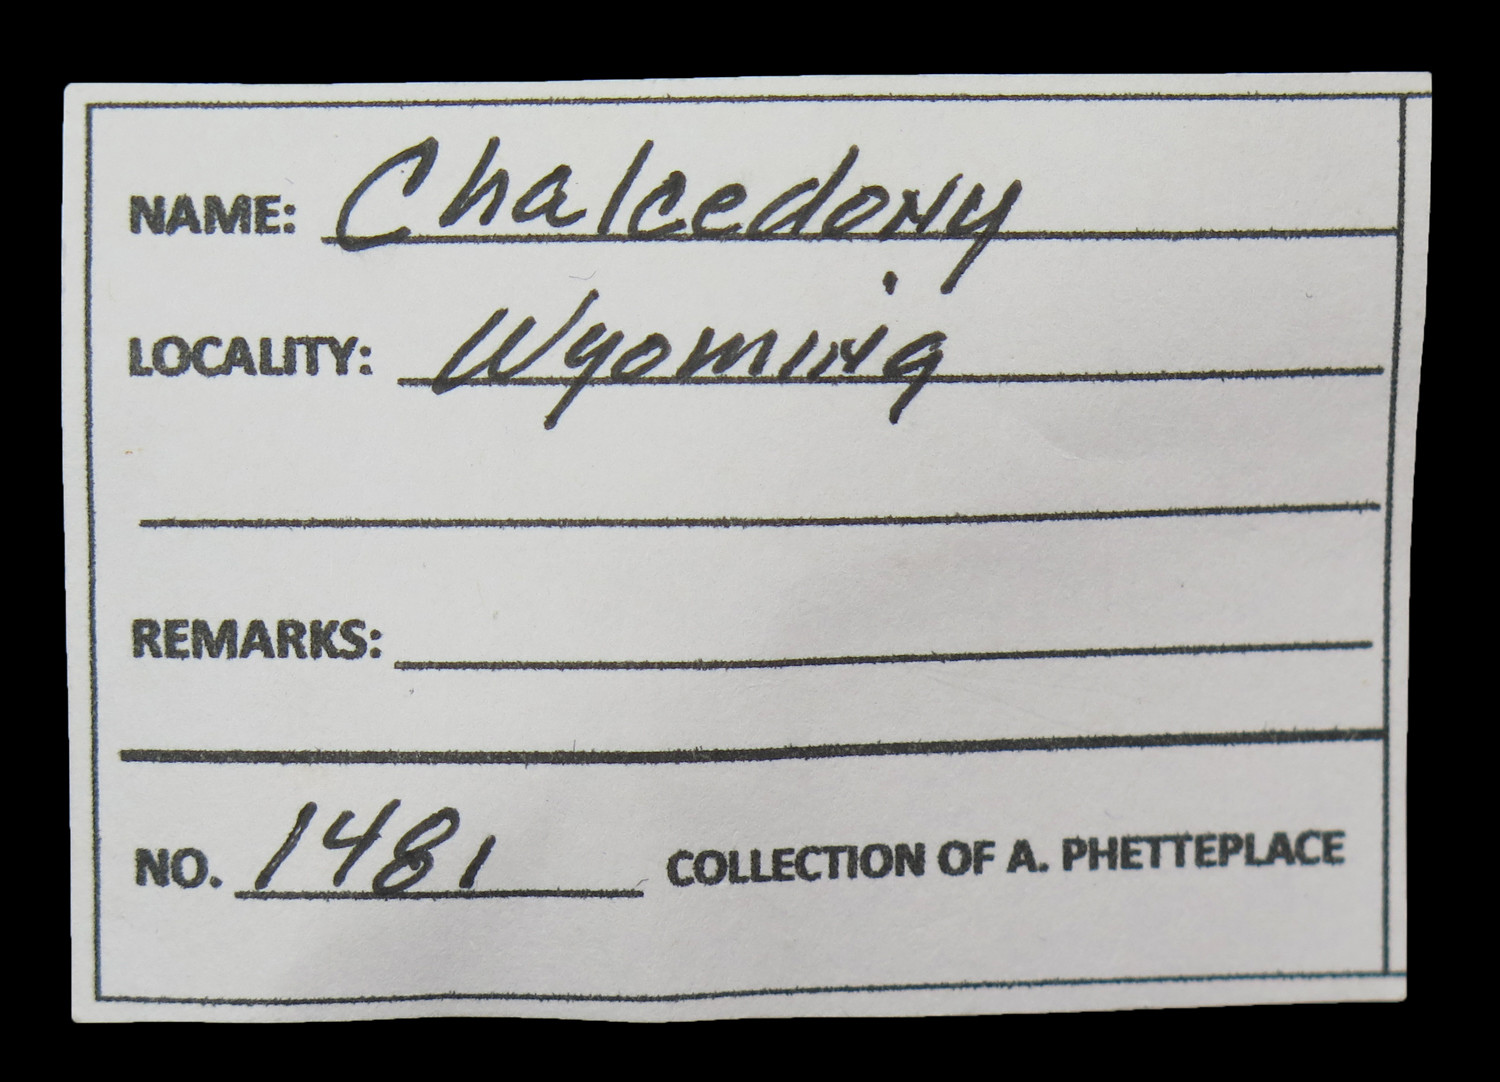 NAME: Chalcedony
LOCALITY: Wyoming
REMARKS:
NO. 1481 COLLECTION OF A. PHETTEPLACE